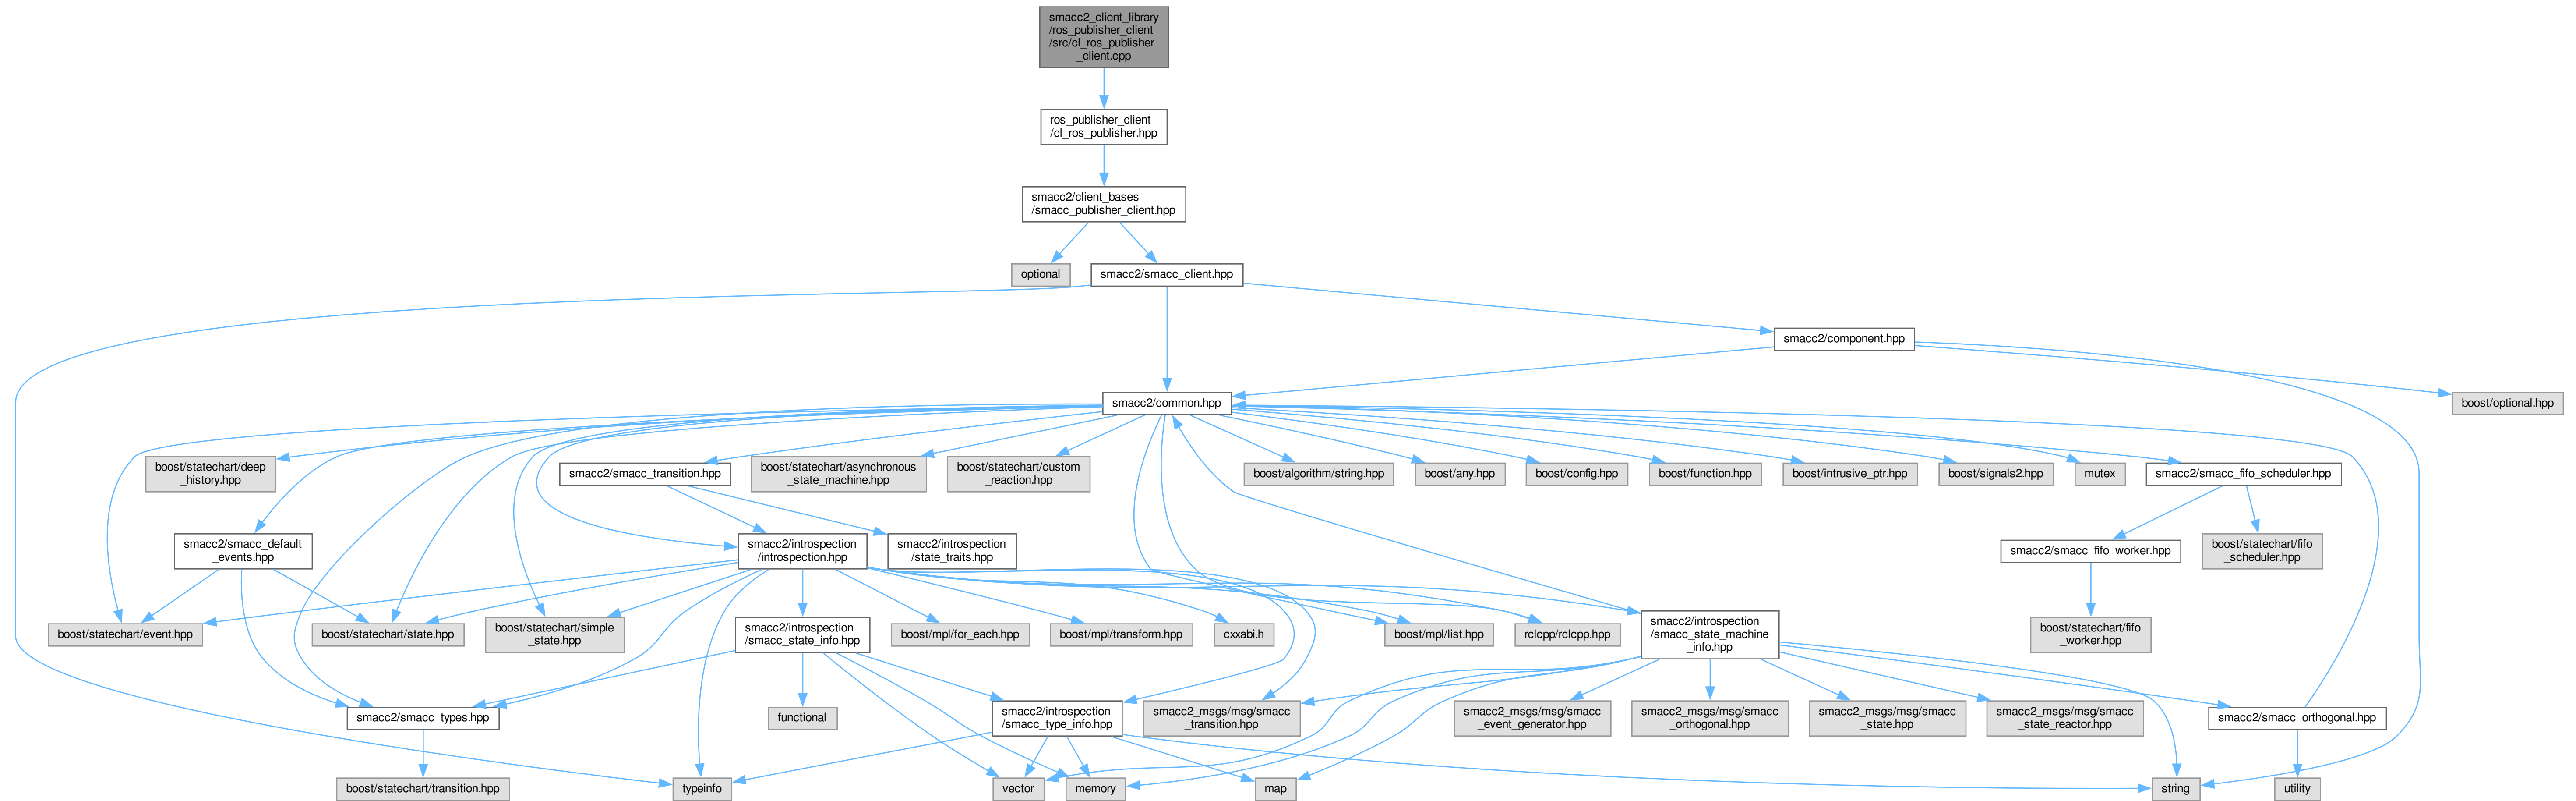 smacc2_client_library
/ros_publisher_client
/src/cl_ros_publisher
_client.cpp
ros_publisher_client
/cl_ros_publisher.hpp
smacc2/client_bases
/smacc_publisher_client.hpp
optional
smacc2/smacc_client.hpp
smacc2/component.hpp
smacc2/common.hpp
boost/optional.hpp
boost/statechart/deep
_history.hpp
smacc2/smacc_transition.hpp
boost/statechart/asynchronous
_state_machine.hpp
boost/statechart/custom
_reaction.hpp
boost/algorithm/string.hpp
boost/any.hpp
boost/config.hpp
boost/function.hpp
boost/intrusive_ptr.hpp
boost/signals2.hpp
mutex
smacc2/smacc_fifo_scheduler.hpp
smacc2/smacc_default
_events.hpp
smacc2/introspection
/introspection.hpp
smacc2/introspection
/state_traits.hpp
smacc2/smacc_fifo_worker.hpp
boost/statechart/fifo
_scheduler.hpp
boost/statechart/event.hpp
boost/statechart/state.hpp
boost/statechart/simple
_state.hpp
smacc2/introspection
/smacc_state_info.hpp
boost/mpl/for_each.hpp
boost/mpl/transform.hpp
cxxabi.h
boost/mpl/list.hpp
rclcpp/rclcpp.hpp
smacc2/introspection
/smacc_state_machine
_info.hpp
boost/statechart/fifo
_worker.hpp
smacc2/smacc_types.hpp
functional
smacc2/introspection
/smacc_type_info.hpp
smacc2_msgs/msg/smacc
_transition.hpp
smacc2_msgs/msg/smacc
_event_generator.hpp
smacc2_msgs/msg/smacc
_orthogonal.hpp
smacc2_msgs/msg/smacc
_state.hpp
smacc2_msgs/msg/smacc
_state_reactor.hpp
smacc2/smacc_orthogonal.hpp
boost/statechart/transition.hpp
typeinfo
vector
memory
map
string
utility